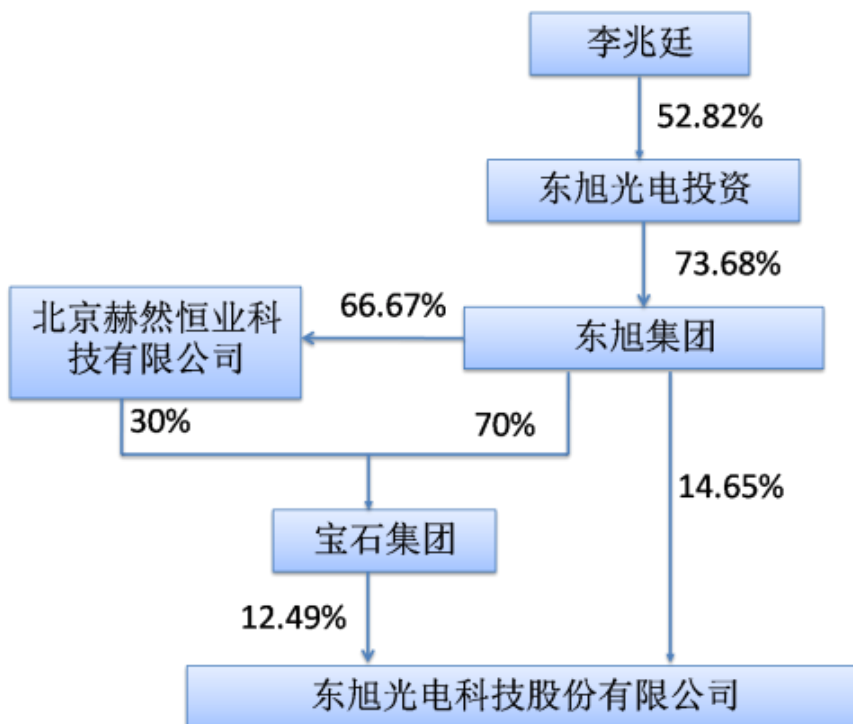 李兆廷
52.82%
东旭光电投资
73.68%
北京赫然恒业科
技有限公司
66.67%
东旭集团
30%
70%
14.65%
宝石集团
12.49%
东旭光电科技股份有限公司